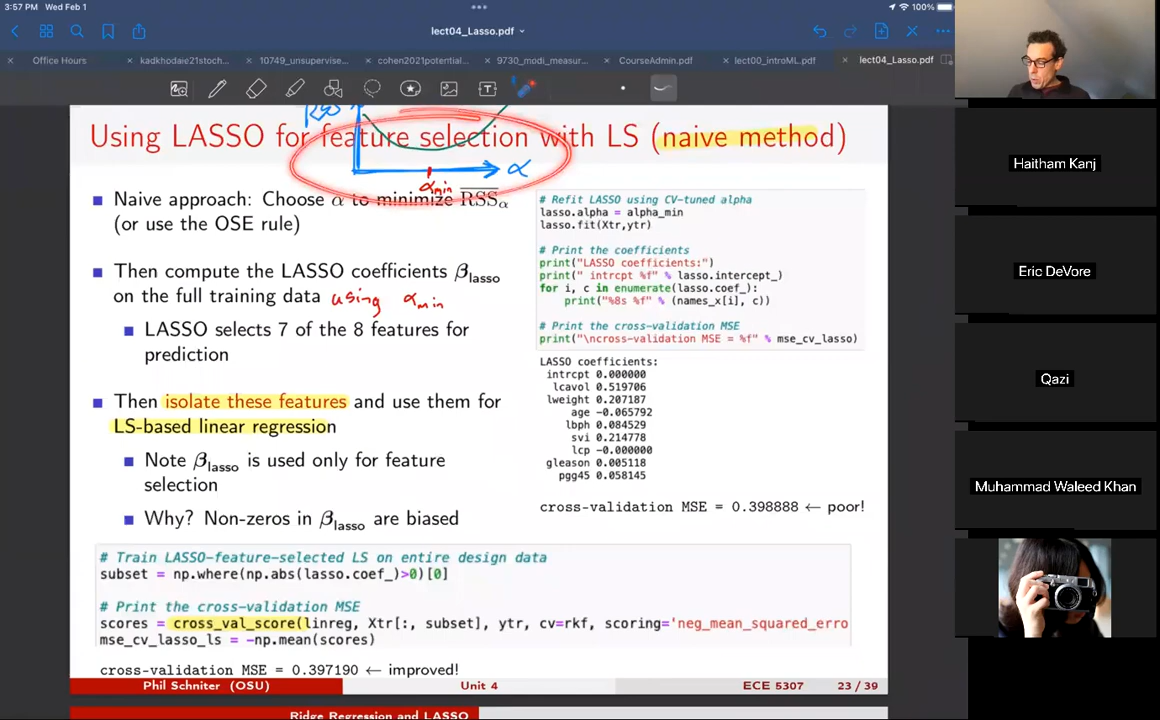 3:57 PM Wed Feb 1
100%
lect04_Lasso.pdf
Office Hours
kadkhodaie21stoch...
10749_unsupervise...
cohen2021potential...
9730_modi_measur...
CourseAdmin.pdf
lect00_introML.pdf
lect04_Lasso.pdf
RSS
Using LASSO for feature selection with LS (naive method)
α
αmin
Naive approach: Choose α to minimize RSSα
(or use the OSE rule)
Then compute the LASSO coefficients βlasso
on the full training data using αmin
LASSO selects 7 of the 8 features for
prediction
Then isolate these features and use them for
LS-based linear regression
Note βlasso is used only for feature
selection
Why? Non-zeros in βlasso are biased
# Refit LASSO using CV-tuned alpha
lasso.alpha = alpha_min
lasso.fit(Xtr,ytr)
# Print the coefficients
print("LASSO coefficients:")
print(" intrcpt %f" % lasso.intercept_)
for i, c in enumerate(lasso.coef_):
print("%8s %f" % (names_x[i], c))
# Print the cross-validation MSE
print("\ncross-validation MSE = %f" % mse_cv_lasso)
LASSO coefficients:
intrcpt 0.000000
lcavol 0.519706
lweight 0.207187
age -0.065792
lbph 0.084529
svi 0.214778
lcp -0.000000
gleason 0.005118
pgg45 0.058145
cross-validation MSE = 0.398888 ← poor!
# Train LASSO-feature-selected LS on entire design data
subset = np.where(np.abs(lasso.coef_)>0)[0]
# Print the cross-validation MSE
scores = cross_val_score(linreg, Xtr[:, subset], ytr, cv=rkf, scoring='neg_mean_squared_erro
mse_cv_lasso_ls = -np.mean(scores)
cross-validation MSE = 0.397190 ← improved!
Phil Schniter (OSU)
Unit 4
ECE 5307
23 / 39
Ridge Regression and LASSO
Haitham Kanj
Eric DeVore
Qazi
Muhammad Waleed Khan